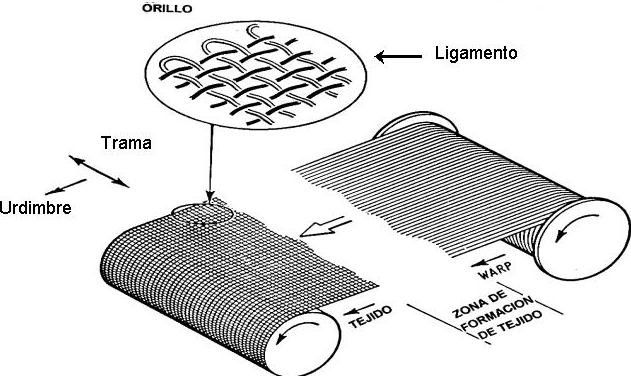 ORILLO
Ligamento
Trama
Urdimbre
WARP
TEJIDO
ZONA DE
FORMACION
DE TEJIDO